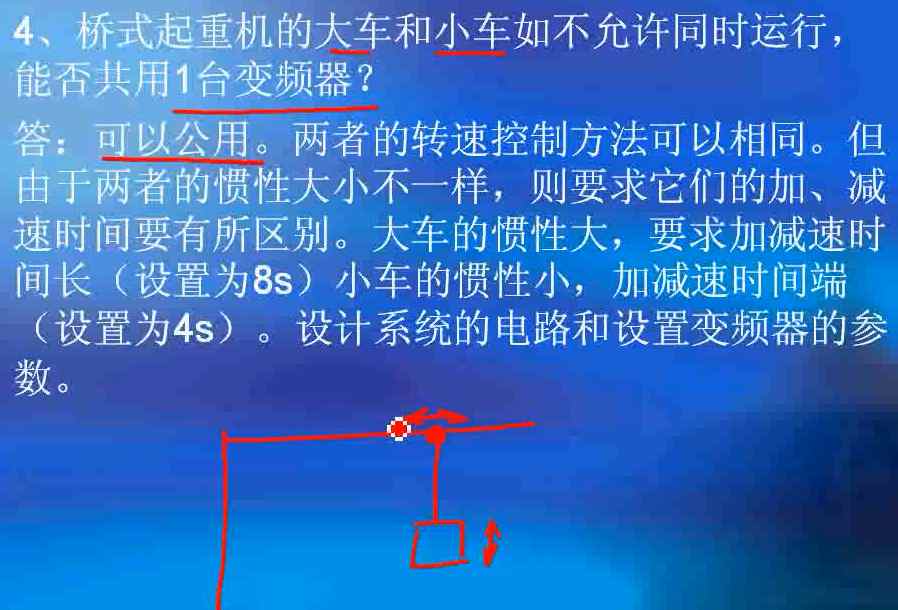 4、桥式起重机的大车和小车如不允许同时运行，
能否共用1台变频器？
答：可以公用。两者的转速控制方法可以相同。但
由于两者的惯性大小不一样，则要求它们的加、减
速时间要有所区别。大车的惯性大，要求加减速时
间长（设置为8s）小车的惯性小，加减速时间端
（设置为4s）。设计系统的电路和设置变频器的参
数。